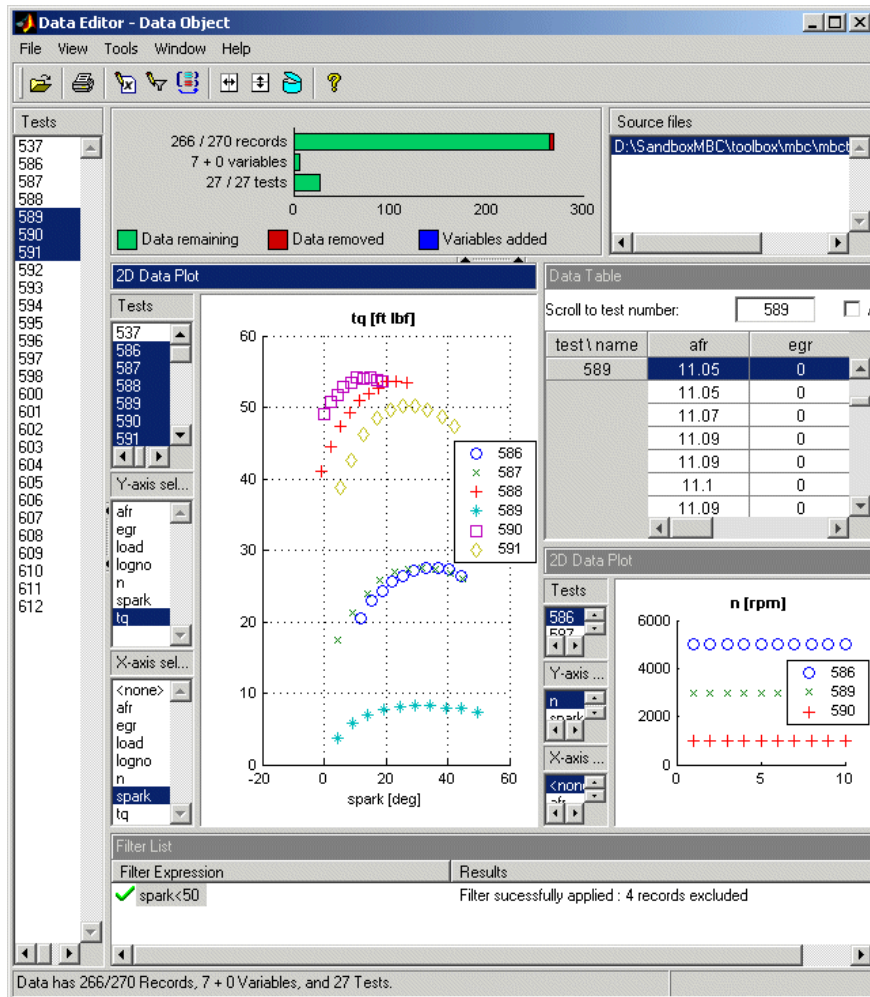 Data Editor - Data Object
File View Tools Window Help
Tests
537
586
587
588
589
590
591
592
593
594
595
596
597
598
600
601
602
603
604
605
606
607
608
609
610
611
612
266 / 270 records
7 + 0 variables
27 / 27 tests
0 100 200 300
Data remaining Data removed Variables added
Source files
D:\SandboxMBC\toolbox\mbc\mbct
2D Data Plot
Tests
537
586
587
588
589
590
591
Y-axis sel...
afr
egr
load
logno
n
spark
tq
X-axis sel...
<none>
afr
egr
load
logno
n
spark
tq
tq [ft lbf]
60
50
40
30
20
10
0
-20 0 20 40 60
spark [deg]
586
587
588
589
590
591
Data Table
Scroll to test number: 589
test \ name afr egr
589 11.05 0
11.05 0
11.07 0
11.09 0
11.09 0
11.1 0
11.09 0
2D Data Plot
Tests
586
587
Y-axis ...
n
spark
X-axis ...
<none
afr
n [rpm]
6000
4000
2000
0
0 5 10
586
589
590
Filter List
Filter Expression Results
spark<50 Filter sucessfully applied : 4 records excluded
Data has 266/270 Records, 7 + 0 Variables, and 27 Tests.